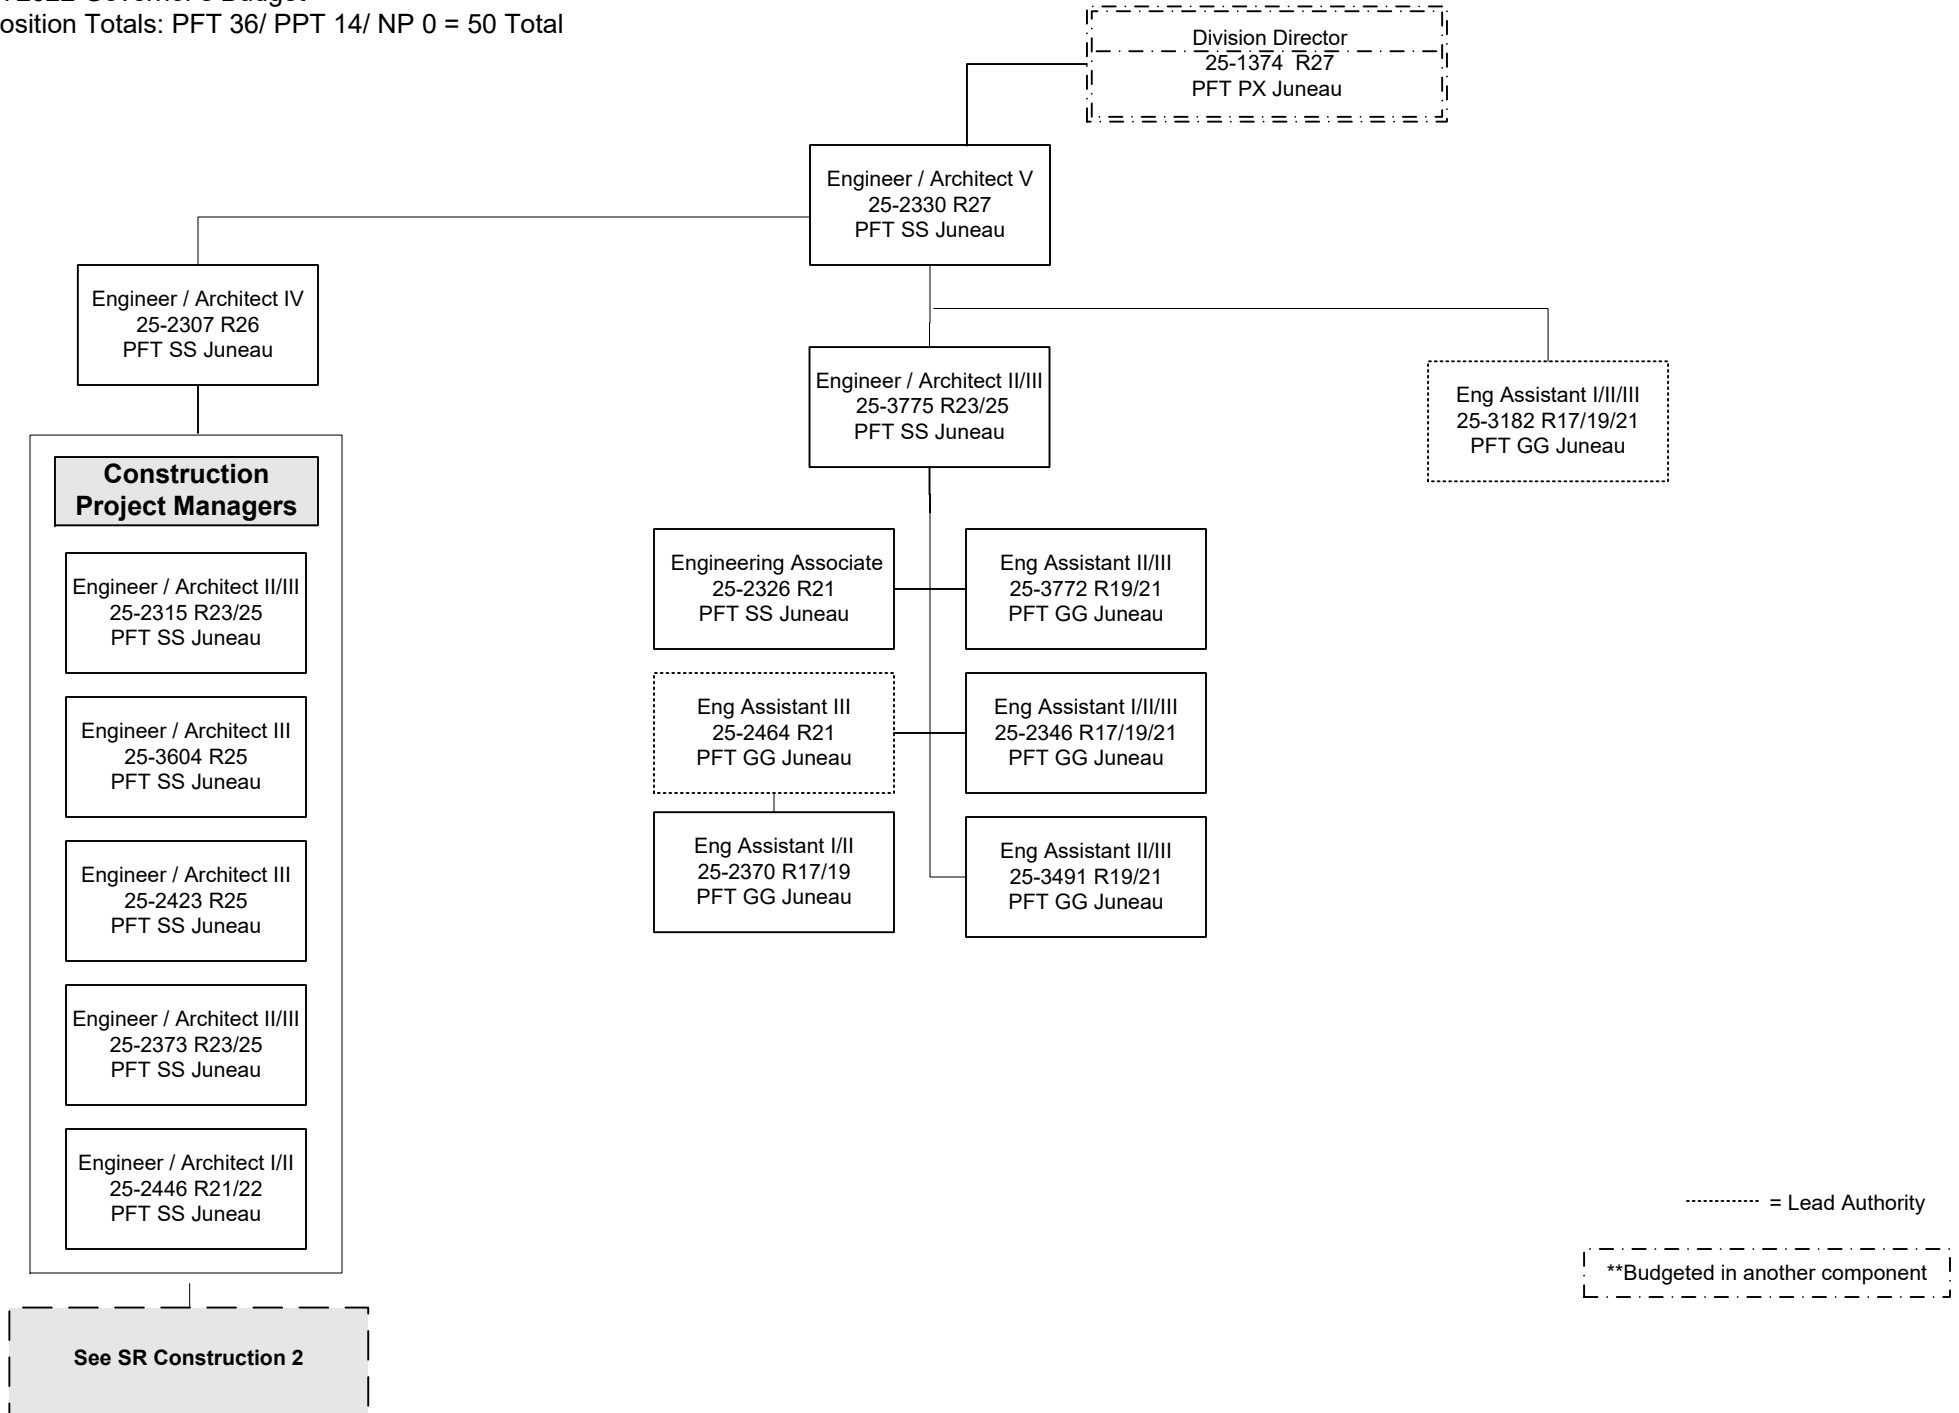 osition Totals: PFT 36/ PPT 14/ NP 0 = 50 Total
Division Director
25-1374 R27
PFT PX Juneau
Engineer / Architect V
25-2330 R27
PFT SS Juneau
Engineer / Architect IV
25-2307 R26
PFT SS Juneau
Engineer / Architect II/III
25-3775 R23/25
PFT SS Juneau
Eng Assistant I/II/III
25-3182 R17/19/21
PFT GG Juneau
Construction
Project Managers
Engineer / Architect II/III
25-2315 R23/25
PFT SS Juneau
Engineer / Architect III
25-3604 R25
PFT SS Juneau
Engineer / Architect III
25-2423 R25
PFT SS Juneau
Engineer / Architect II/III
25-2373 R23/25
PFT SS Juneau
Engineer / Architect I/II
25-2446 R21/22
PFT SS Juneau
See SR Construction 2
Engineering Associate
25-2326 R21
PFT SS Juneau
Eng Assistant II/III
25-3772 R19/21
PFT GG Juneau
Eng Assistant III
25-2464 R21
PFT GG Juneau
Eng Assistant I/II/III
25-2346 R17/19/21
PFT GG Juneau
Eng Assistant I/II
25-2370 R17/19
PFT GG Juneau
Eng Assistant II/III
25-3491 R19/21
PFT GG Juneau
= Lead Authority
**Budgeted in another component